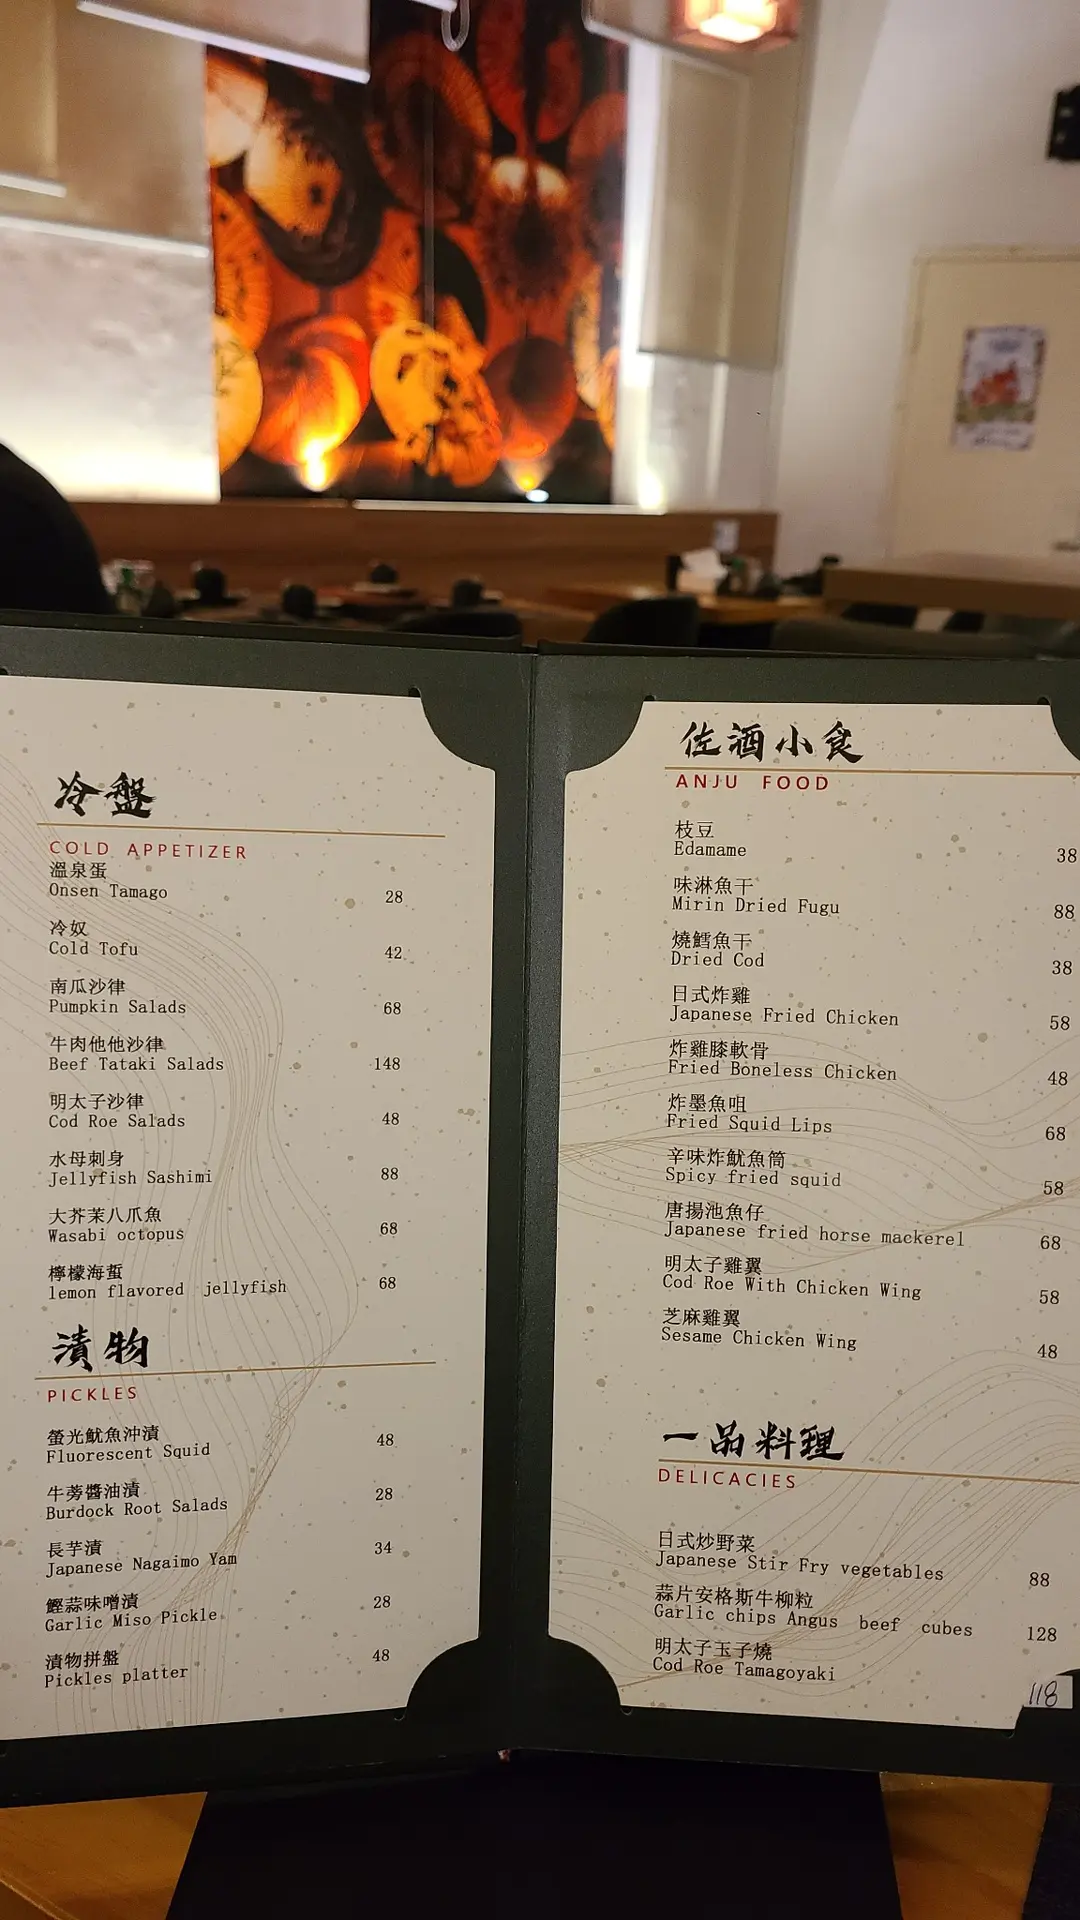 冷盤
COLD APPETIZER
溫泉蛋
Onsen Tamago 28
冷奴
Cold Tofu 42
南瓜沙律
Pumpkin Salads 68
牛肉他他沙律
Beef Tataki Salads 148
明太子沙律
Cod Roe Salads 48
水母刺身
Jellyfish Sashimi 88
大芥茉八爪魚
Wasabi octopus 68
檸檬海蜇
lemon flavored jellyfish 68
漬物
PICKLES
螢光魷魚沖漬
Fluorescent Squid 48
牛蒡醬油漬
Burdock Root Salads 28
長芋漬
Japanese Nagaimo Yam 34
鰹蒜味噌漬
Garlic Miso Pickle 28
漬物拼盤
Pickles platter 48
佐酒小食
ANJU FOOD
枝豆
Edamame 38
味淋魚干
Mirin Dried Fugu 88
燒鱈魚干
Dried Cod 38
日式炸雞
Japanese Fried Chicken 58
炸雞膝軟骨
Fried Boneless Chicken 48
炸墨魚咀
Fried Squid Lips 68
辛味炸魷魚筒
Spicy fried squid 58
唐揚池魚仔
Japanese fried horse mackerel 68
明太子雞翼
Cod Roe With Chicken Wing 58
芝麻雞翼
Sesame Chicken Wing 48
一品料理
DELICACIES
日式炒野菜
Japanese Stir Fry vegetables 88
蒜片安格斯牛柳粒
Garlic chips Angus beef cubes 128
明太子玉子燒
Cod Roe Tamagoyaki 118